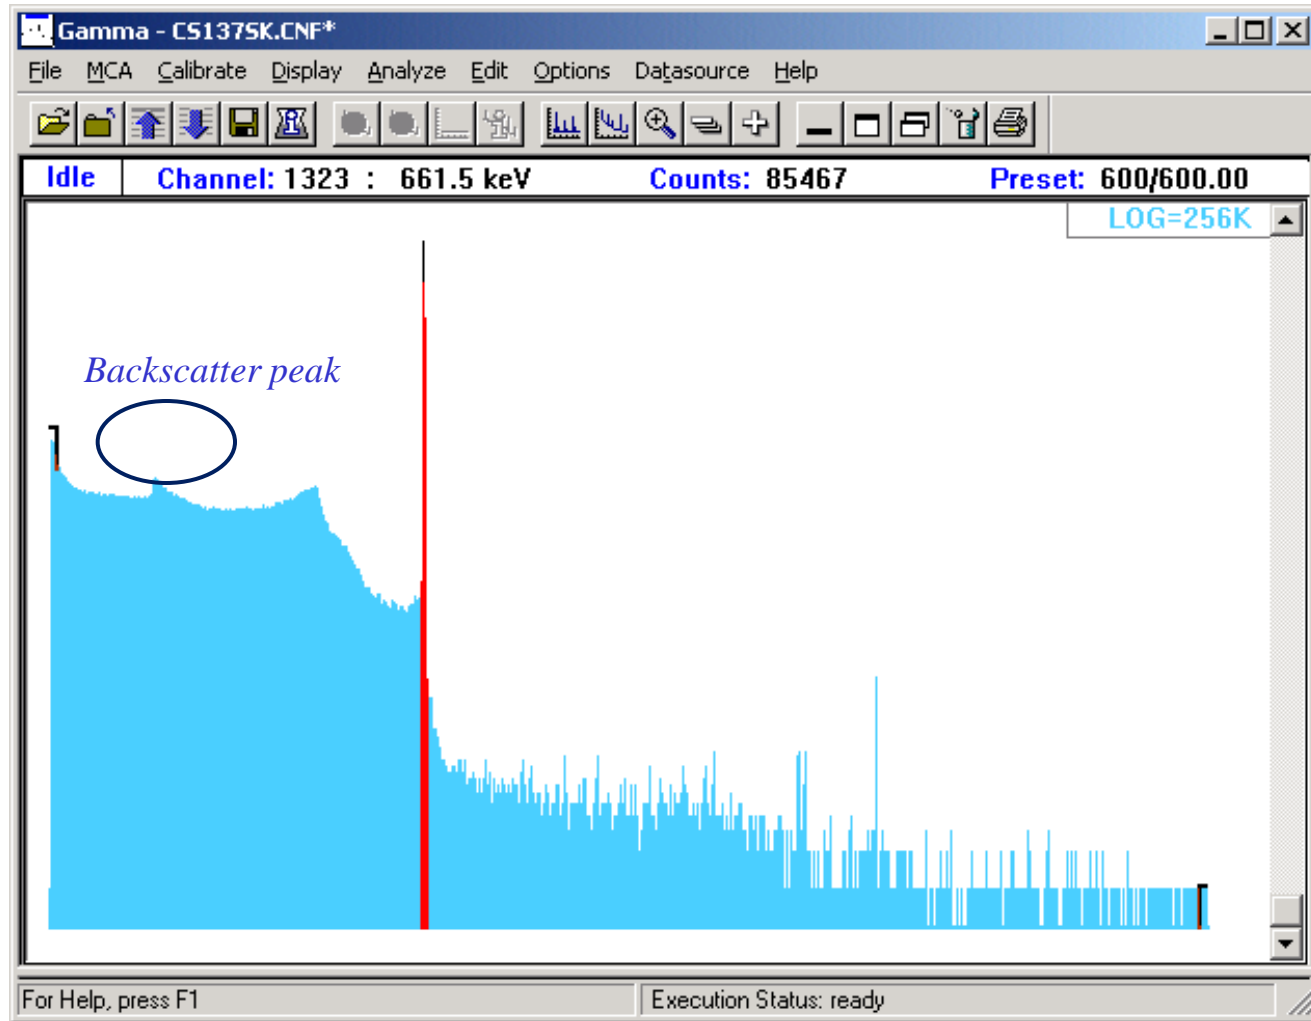 Gamma - CS137SK.CNF*
File MCA Calibrate Display Analyze Edit Options Datasource Help
Idle Channel: 1323 : 661.5 keV Counts: 85467 Preset: 600/600.00
LOG=256K
Backscatter peak
For Help, press F1 Execution Status: ready